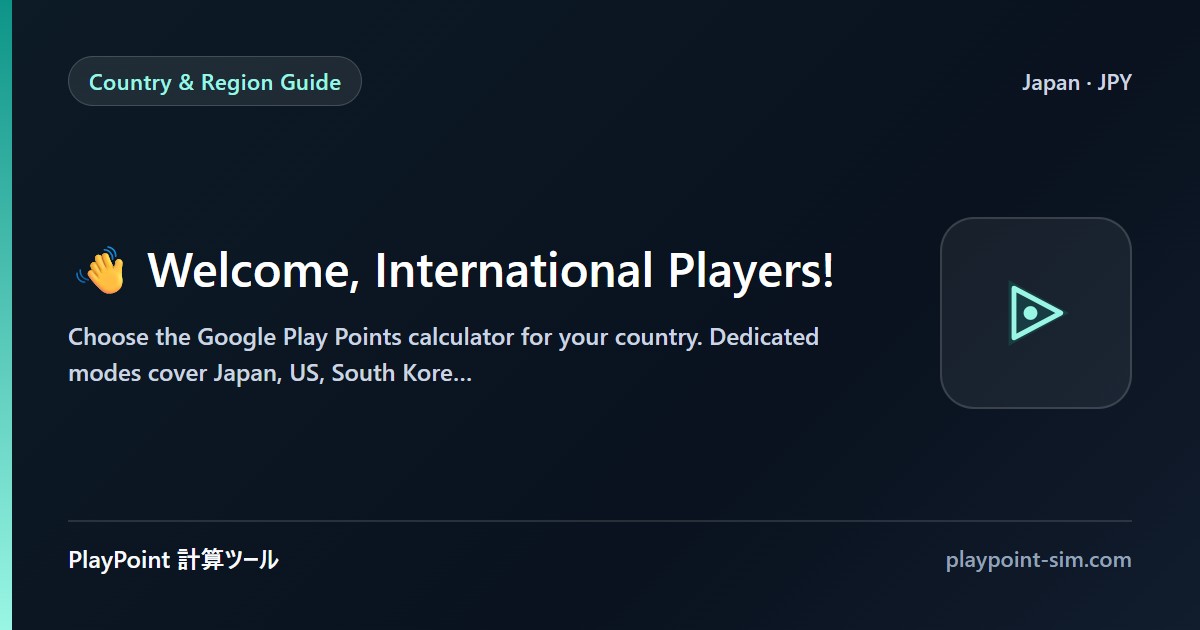 Country & Region Guide
Japan · JPY
👋 Welcome, International Players!
Choose the Google Play Points calculator for your country. Dedicated
modes cover Japan, US, South Kore...
PlayPoint 計算ツール
playpoint-sim.com